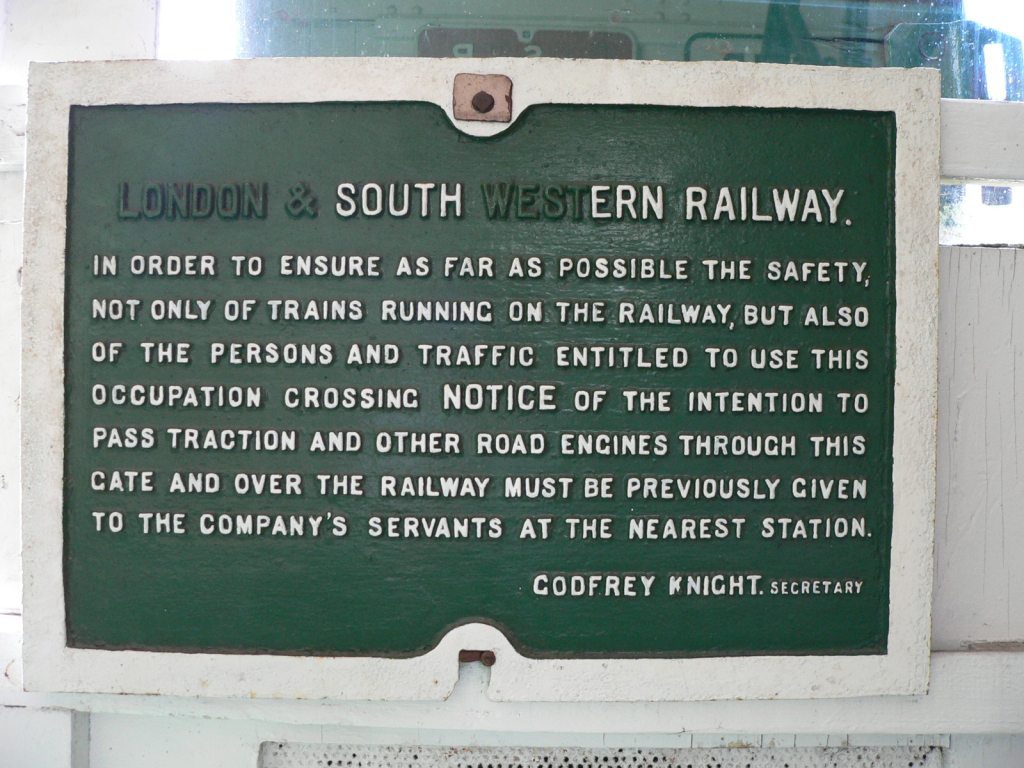 LONDON & SOUTH WESTERN RAILWAY.
IN ORDER TO ENSURE AS FAR AS POSSIBLE THE SAFETY,
NOT ONLY OF TRAINS RUNNING ON THE RAILWAY, BUT ALSO
OF THE PERSONS AND TRAFFIC ENTITLED TO USE THIS
OCCUPATION CROSSING NOTICE OF THE INTENTION TO
PASS TRACTION AND OTHER ROAD ENGINES THROUGH THIS
GATE AND OVER THE RAILWAY MUST BE PREVIOUSLY GIVEN
TO THE COMPANY'S SERVANTS AT THE NEAREST STATION.
GODFREY KNIGHT. SECRETARY